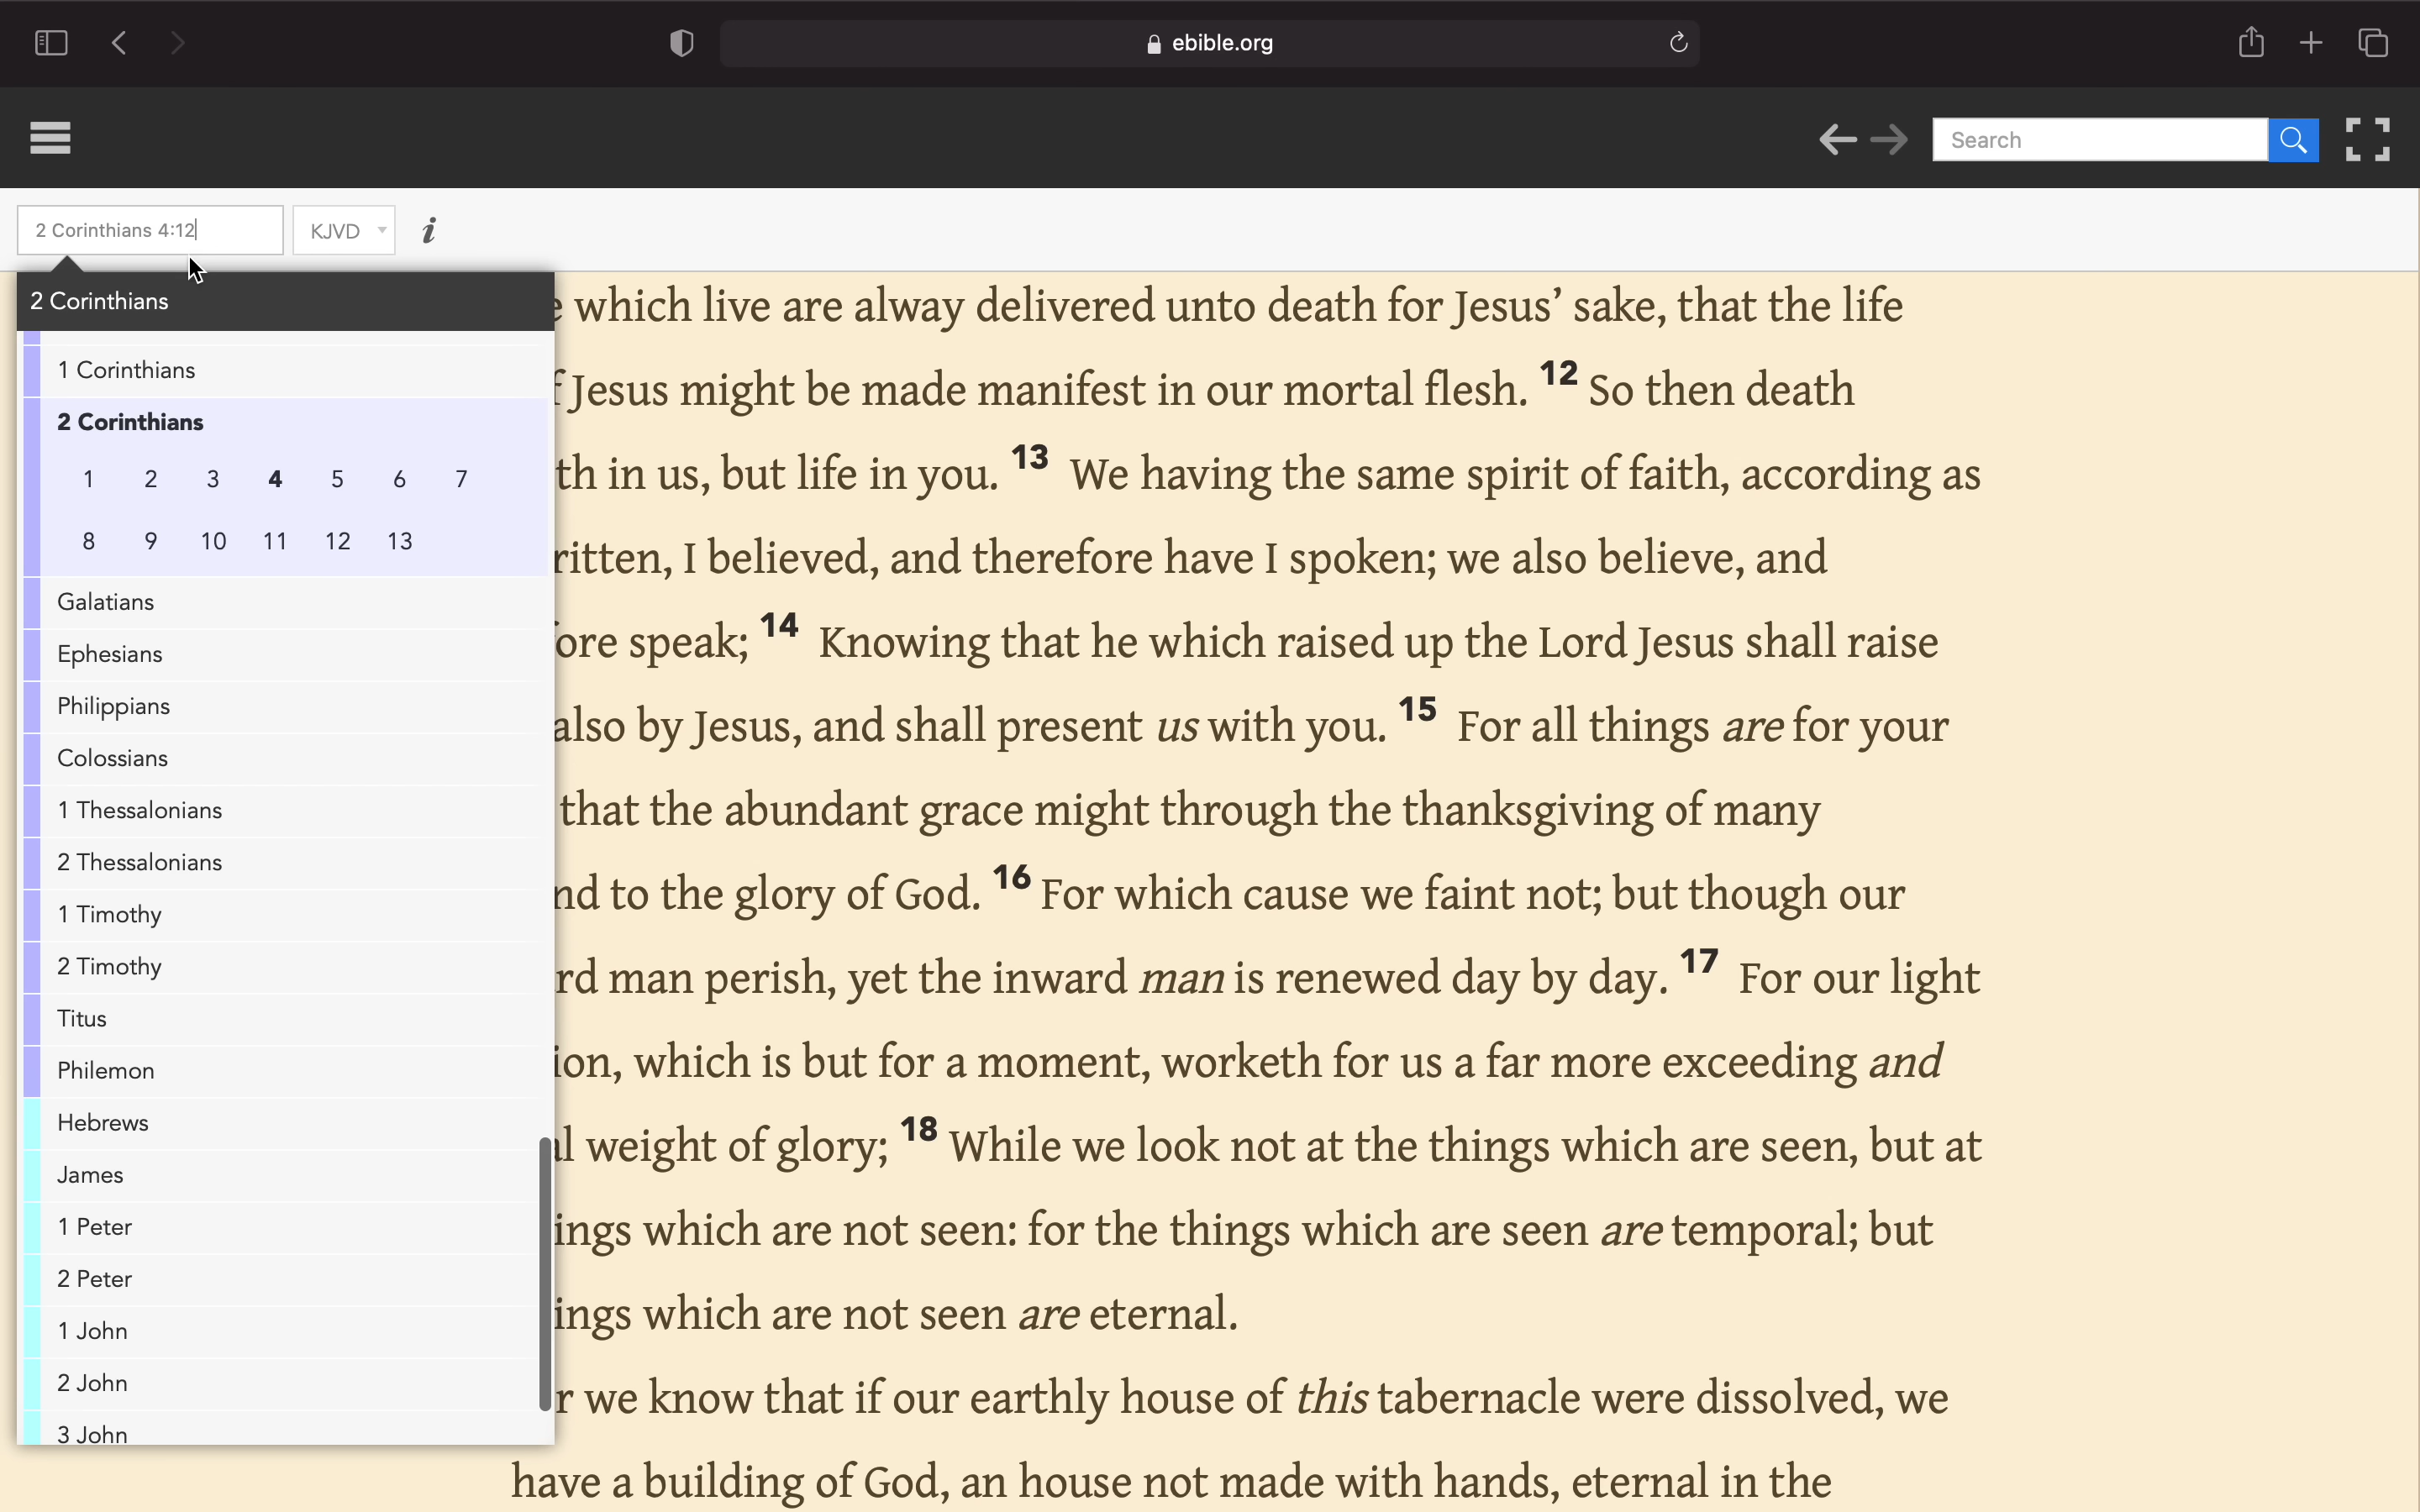 ebible.org
Search
2 Corinthians 4:12
KJVD
i
2 Corinthians
1 Corinthians
2 Corinthians
1 2 3 4 5 6 7
8 9 10 11 12 13
Galatians
Ephesians
Philippians
Colossians
1 Thessalonians
2 Thessalonians
1 Timothy
2 Timothy
Titus
Philemon
Hebrews
James
1 Peter
2 Peter
1 John
2 John
3 John
which live are alway delivered unto death for Jesus’ sake, that the life
Jesus might be made manifest in our mortal flesh. 12 So then death
in us, but life in you. 13 We having the same spirit of faith, according as
I believed, and therefore have I spoken; we also believe, and
speak; 14 Knowing that he which raised up the Lord Jesus shall raise
also by Jesus, and shall present us with you. 15 For all things are for your
that the abundant grace might through the thanksgiving of many
to the glory of God. 16 For which cause we faint not; but though our
man perish, yet the inward man is renewed day by day. 17 For our light
which is but for a moment, worketh for us a far more exceeding and
weight of glory; 18 While we look not at the things which are seen, but at
which are not seen: for the things which are seen are temporal; but
which are not seen are eternal.
we know that if our earthly house of this tabernacle were dissolved, we
have a building of God, an house not made with hands, eternal in the